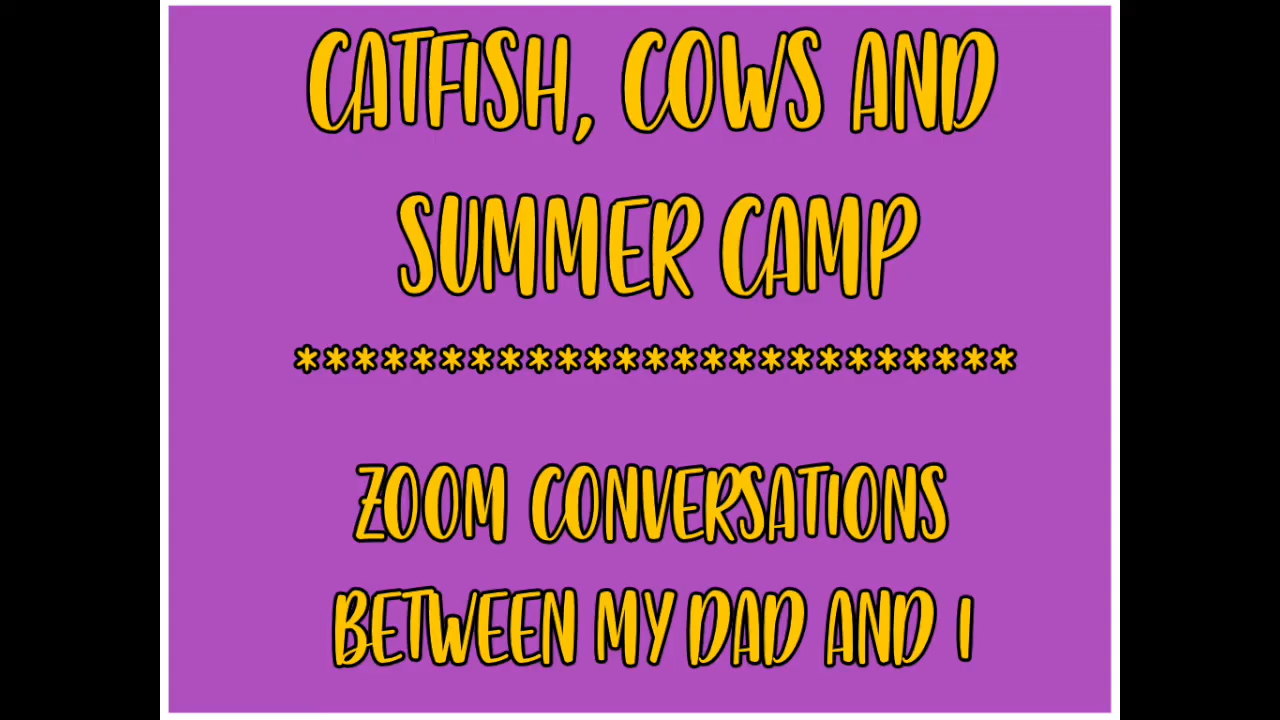 CATFISH, COWS AND
SUMMER CAMP
*************************
ZOOM CONVERSATIONS
BETWEEN MY DAD AND I